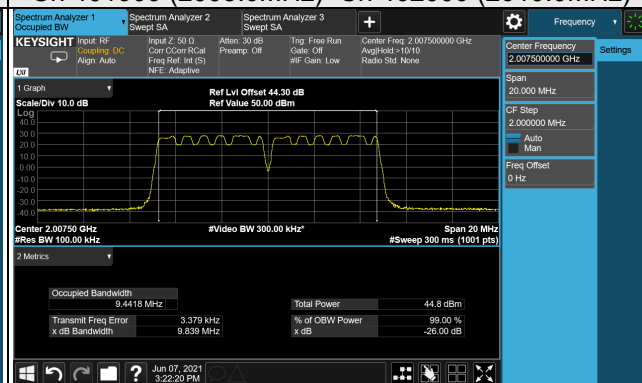 Spectrum Analyzer 1
Occupied BW
Spectrum Analyzer 2
Swept SA
Spectrum Analyzer 3
Swept SA
+
Frequency
KEYSIGHT
Input: RF
Coupling: DC
Align: Auto
LXI
Input Z: 50 Ω
Corr CCorr RCal
Freq Ref: Int (S)
NFE: Adaptive
Atten: 30 dB
Preamp: Off
Trig: Free Run
Gate: Off
#IF Gain: Low
Center Freq: 2.007500000 GHz
Avg|Hold:>10/10
Radio Std: None
Center Frequency
2.007500000 GHz
Settings
Span
20.000 MHz
CF Step
2.000000 MHz
Auto
Man
Freq Offset
0 Hz
1 Graph
Scale/Div 10.0 dB
Ref Lvl Offset 44.30 dB
Ref Value 50.00 dBm
Log
40.0
30.0
20.0
10.0
0.00
-10.0
-20.0
-30.0
-40.0
Center 2.00750 GHz
#Res BW 100.00 kHz
#Video BW 300.00 kHz*
Span 20 MHz
#Sweep 300 ms (1001 pts)
2 Metrics
Occupied Bandwidth
9.4418 MHz
Total Power 44.8 dBm
Transmit Freq Error 3.379 kHz
% of OBW Power 99.00 %
x dB Bandwidth 9.839 MHz
x dB -26.00 dB
?
Jun 07, 2021
3:22:20 PM